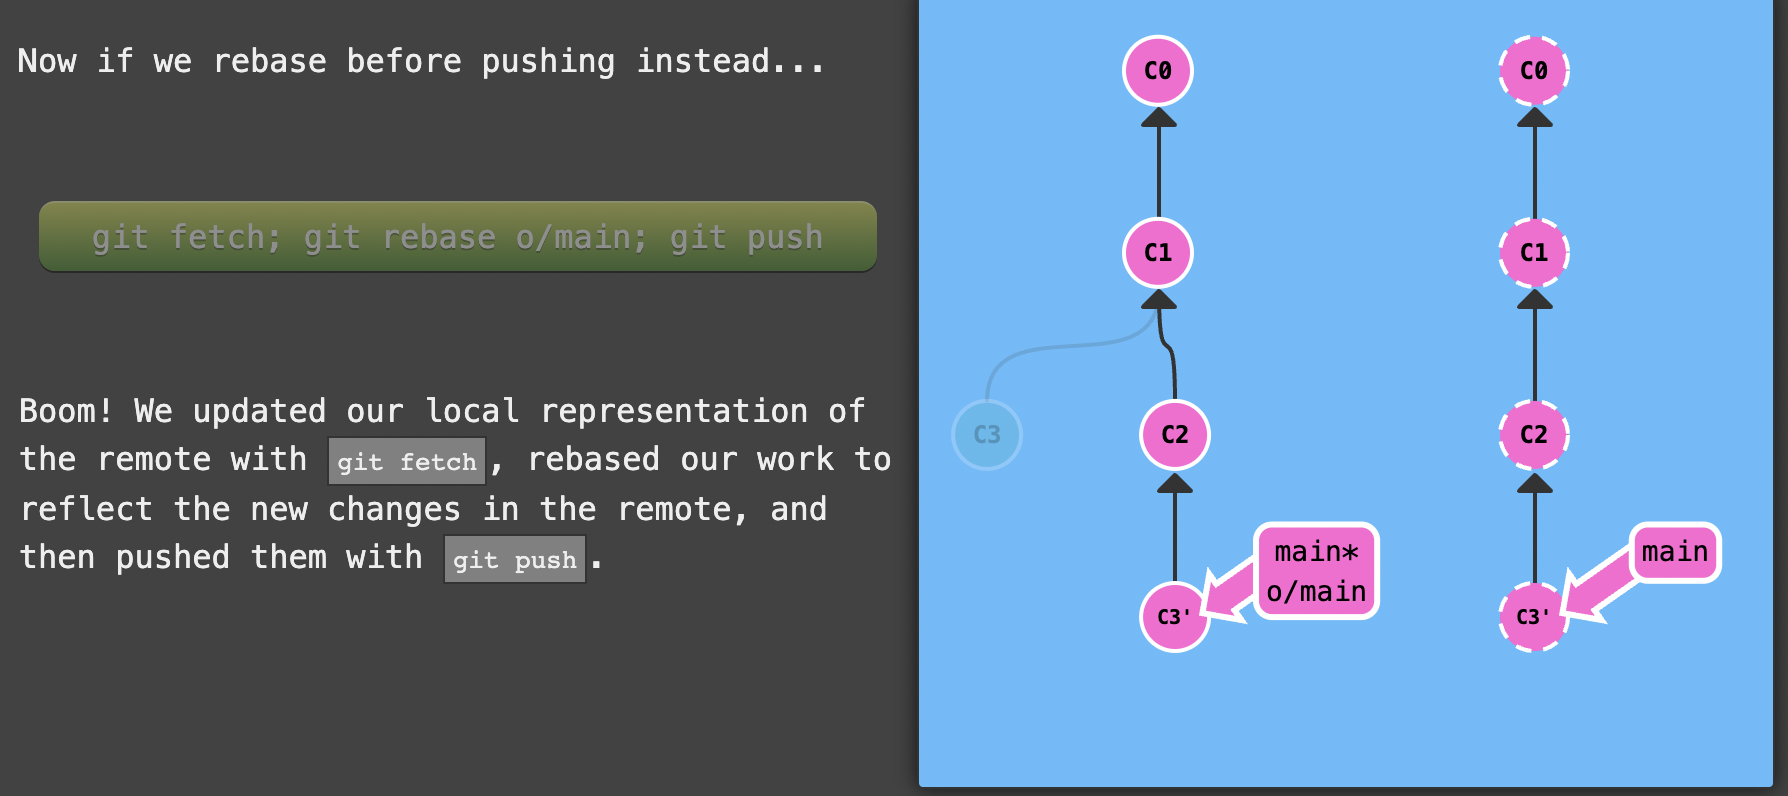 Now if we rebase before pushing instead...
git fetch; git rebase o/main; git push
Boom! We updated our local representation of
the remote with git fetch, rebased our work to
reflect the new changes in the remote, and
then pushed them with git push.
C0
C1
C3
C2
main*
o/main
C3'
C0
C1
C2
main
C3'